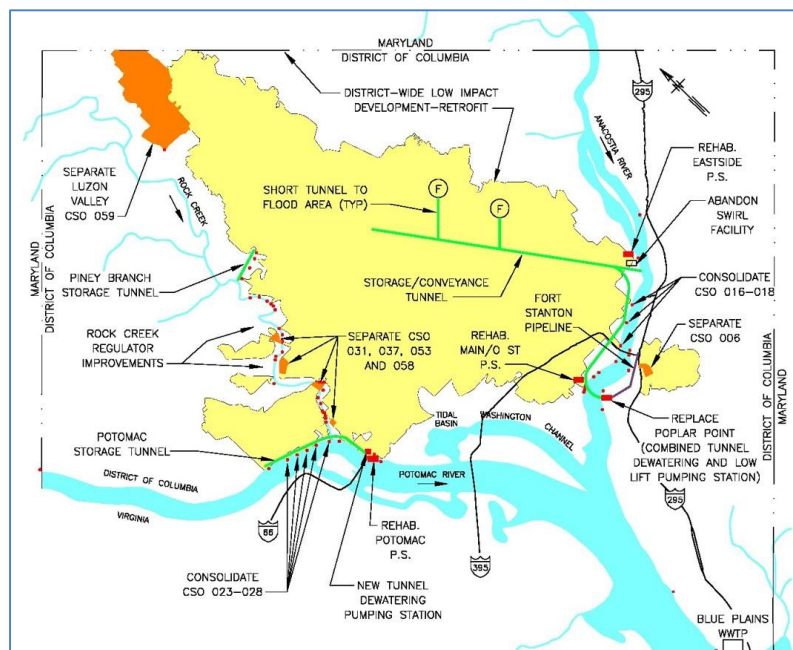 MARYLAND
DISTRICT OF COLUMBIA
MARYLAND
DISTRICT OF COLUMBIA
DISTRICT-WIDE LOW IMPACT
DEVELOPMENT-RETROFIT
295
ANACOSTIA RIVER
REHAB.
EASTSIDE
P.S.
ABANDON
SWIRL
FACILITY
SEPARATE
LUZON
VALLEY
CSO 059
ROCK CREEK
SHORT TUNNEL TO
FLOOD AREA (TYP)
F
F
MARYLAND
DISTRICT OF COLUMBIA
PINEY BRANCH
STORAGE TUNNEL
STORAGE/CONVEYANCE
TUNNEL
CONSOLIDATE
CSO 016-018
FORT
STANTON
PIPELINE
ROCK CREEK
REGULATOR
IMPROVEMENTS
SEPARATE CSO
031, 037, 053
AND 058
REHAB.
MAIN/O ST
P.S.
SEPARATE
CSO 006
DISTRICT OF COLUMBIA
MARYLAND
TIDAL
BASIN
WASHINGTON
CHANNEL
REPLACE
POPLAR POINT
(COMBINED TUNNEL
DEWATERING AND LOW
LIFT PUMPING STATION)
POTOMAC
STORAGE TUNNEL
DISTRICT OF COLUMBIA
VIRGINIA
POTOMAC RIVER
66
REHAB.
POTOMAC
P.S.
395
295
CONSOLIDATE
CSO 023-028
NEW TUNNEL
DEWATERING
PUMPING STATION
BLUE PLAINS
WWTP